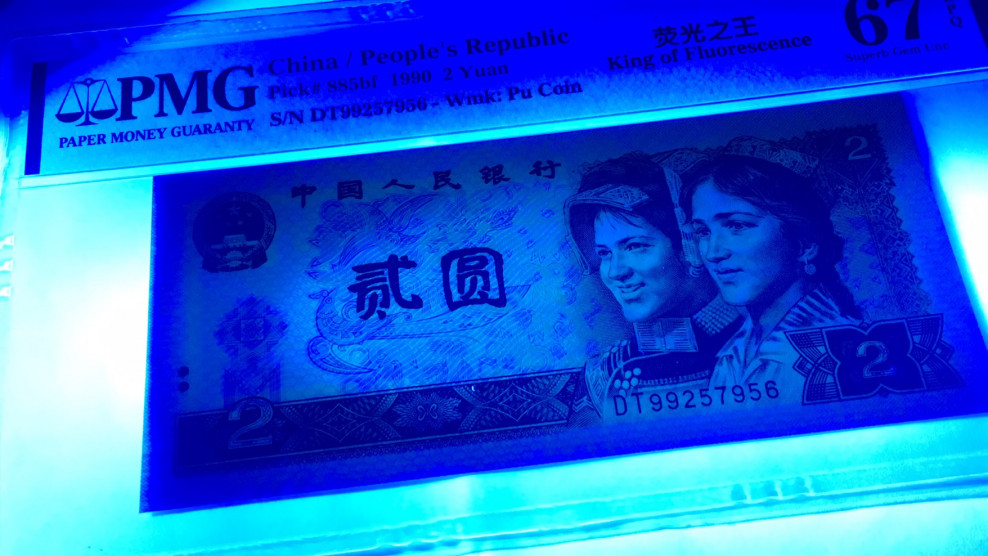 PMG
PAPER MONEY GUARANTY
China / People's Republic
Pick# 885bf 1990 2 Yuan
S/N DT99257956 - Wmk: Pu Coin
荧光之王
King of Fluorescence
67
Superb Gem Unc
PQ
中国人民银行
2
贰圆
2
2
DT99257956